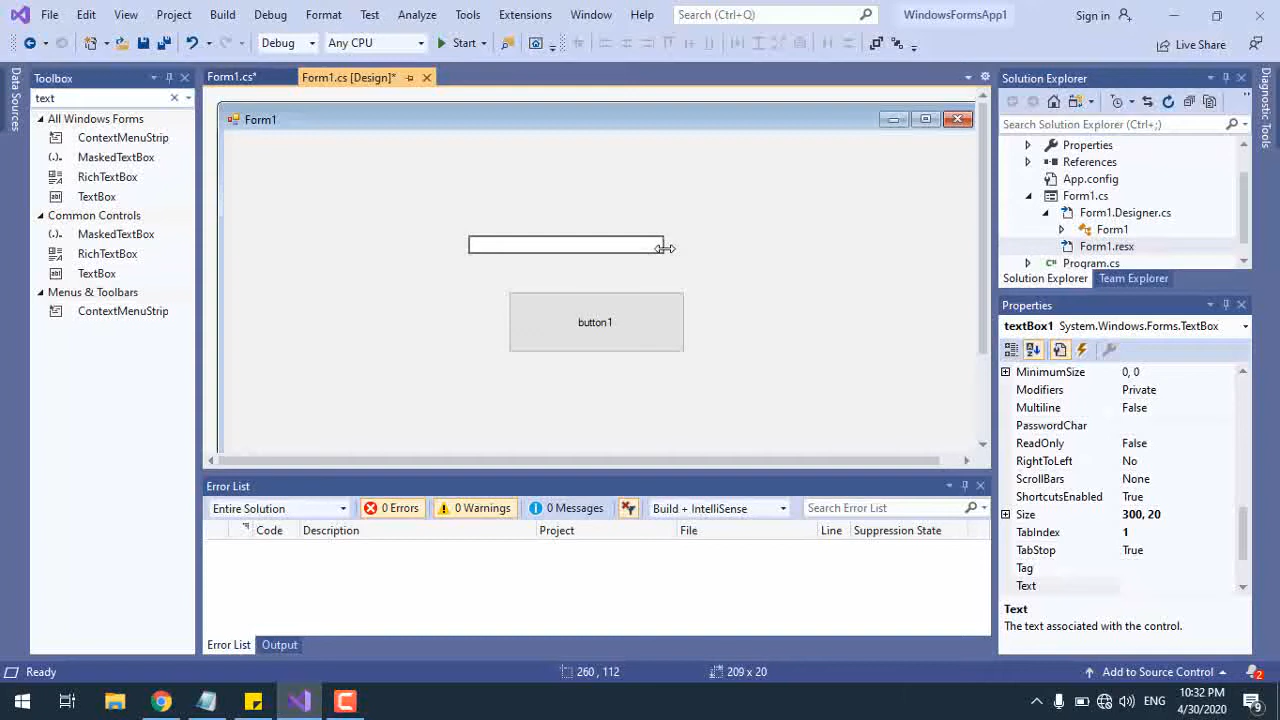 File Edit View Project Build Debug Format Test Analyze Tools Extensions Window Help Search (Ctrl+Q) WindowsFormsApp1 Sign in
Debug Any CPU Start Live Share
Data Sources
Toolbox
text
All Windows Forms
ContextMenuStrip
MaskedTextBox
RichTextBox
TextBox
Common Controls
MaskedTextBox
RichTextBox
TextBox
Menus & Toolbars
ContextMenuStrip
Form1.cs* Form1.cs [Design]*
Form1
button1
Error List
Entire Solution 0 Errors 0 Warnings 0 Messages Build + IntelliSense Search Error List
Code Description Project File Line Suppression State
Error List Output
Solution Explorer
Search Solution Explorer (Ctrl+;)
Properties
References
App.config
Form1.cs
Form1.Designer.cs
Form1
Form1.resx
Program.cs
Solution Explorer Team Explorer
Properties
textBox1 System.Windows.Forms.TextBox
MinimumSize 0, 0
Modifiers Private
Multiline False
PasswordChar
ReadOnly False
RightToLeft No
ScrollBars None
ShortcutsEnabled True
Size 300, 20
TabIndex 1
TabStop True
Tag
Text
Text
The text associated with the control.
Diagnostic Tools
Ready 260 , 112 209 x 20 Add to Source Control 2
ENG 10:32 PM
4/30/2020 9